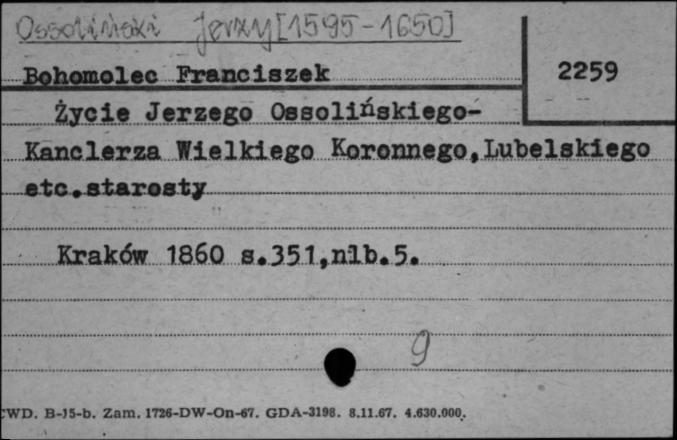 Ossoliński Jerzy [1595-1650]
Bohomolec Franciszek
2259
Życie Jerzego Ossolińskiego-
Kanclerza Wielkiego Koronnego, Lubelskiego
etc. starosty
Kraków 1860 s.351, nlb.5.
9
CWD. B-15-b. Zam. 1726-DW-On-67. GDA-3198. 8.11.67. 4.630.000.